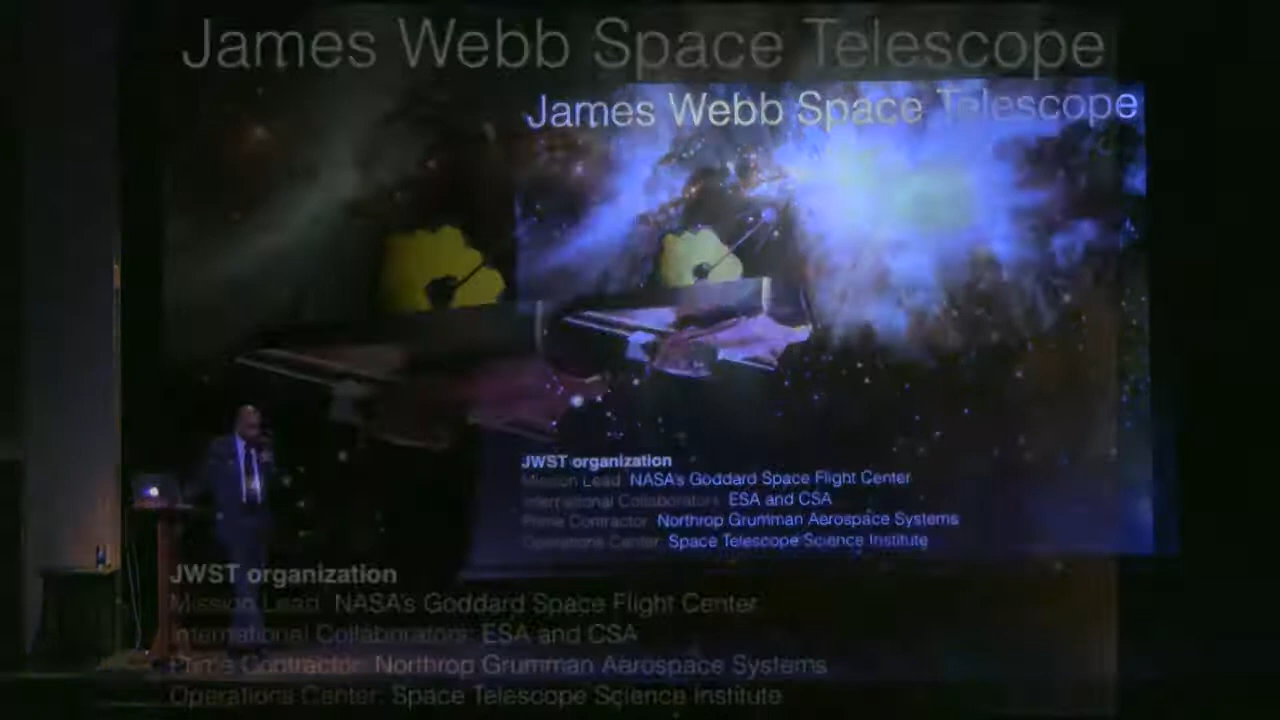 James Webb Space Telescope
James Webb Space Telescope
JWST organization
Mission Lead: NASA's Goddard Space Flight Center
International Collaborators: ESA and CSA
Prime Contractor: Northrop Grumman Aerospace Systems
Operations Center: Space Telescope Science Institute
JWST organization
Mission Lead: NASA's Goddard Space Flight Center
International Collaborators: ESA and CSA
Prime Contractor: Northrop Grumman Aerospace Systems
Operations Center: Space Telescope Science Institute